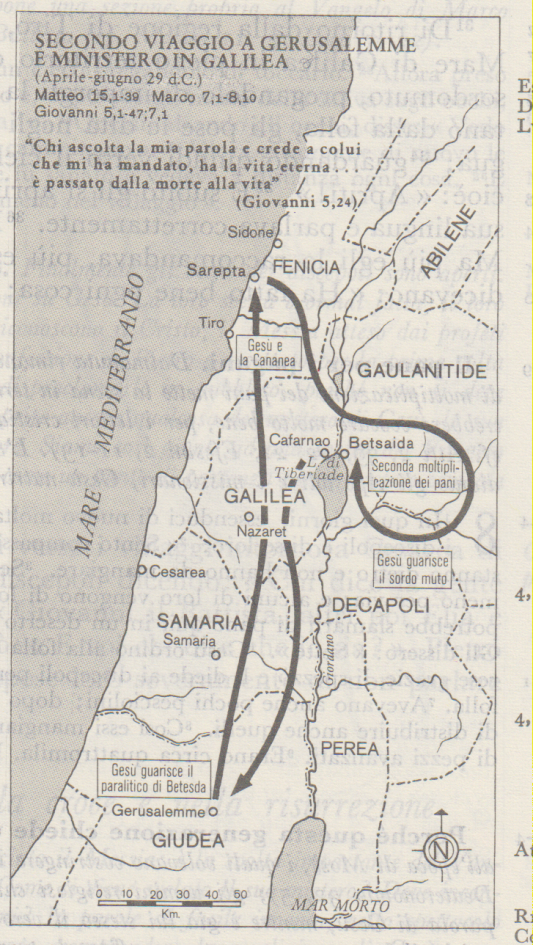 SECONDO VIAGGIO A GERUSALEMME
E MINISTERO IN GALILEA
(Aprile-giugno 29 d.C.)
Matteo 15,1-39 Marco 7,1-8,10
Giovanni 5,1-47;7,1
“Chi ascolta la mia parola e crede a colui
che mi ha mandato, ha la vita eterna . . .
è passato dalla morte alla vita”
(Giovanni 5,24)
Sidone
ABILENE
Sarepta
FENICIA
MARE MEDITERRANEO
Tiro
Gesù e
la Cananea
GAULANITIDE
Cafarnao
Betsaida
L. di
Tiberiade
Seconda moltipli-
cazione dei pani
GALILEA
Nazaret
Gesù guarisce
il sordo muto
Cesarea
DECAPOLI
SAMARIA
Samaria
Giordano
PEREA
Gesù guarisce il
paralitico di Betesda
Gerusalemme
GIUDEA
N
0 10 20 30 40 50
Km.
MAR MORTO